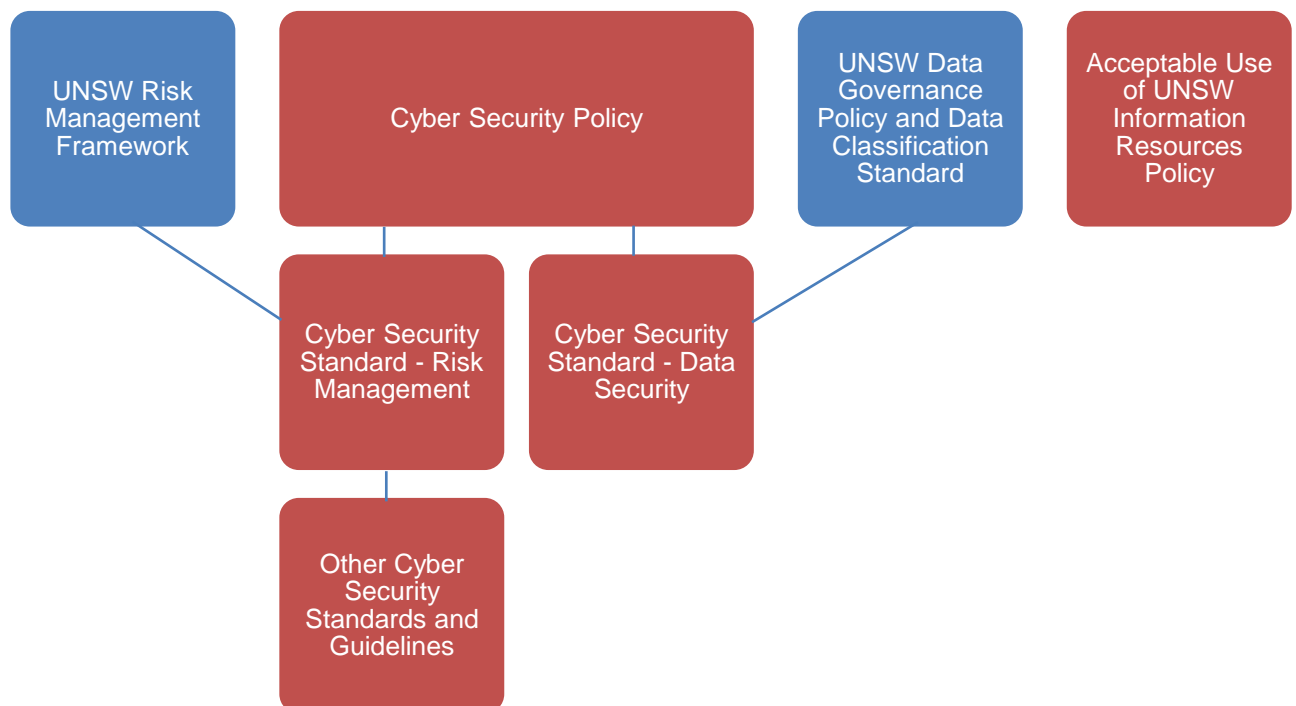 UNSW Risk
Management
Framework
Cyber Security Policy
UNSW Data
Governance
Policy and Data
Classification
Standard
Acceptable Use
of UNSW
Information
Resources
Policy
Cyber Security
Standard - Risk
Management
Cyber Security
Standard - Data
Security
Other Cyber
Security
Standards and
Guidelines